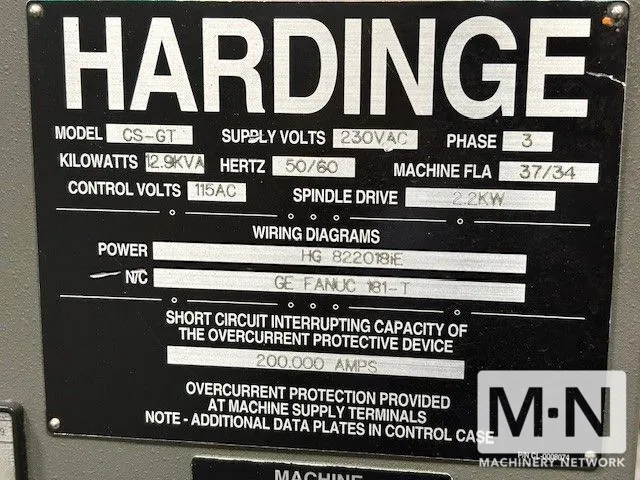 HARDINGE
MODEL CS-GT SUPPLY VOLTS 230VAC PHASE 3
KILOWATTS 12.9KVA HERTZ 50/60 MACHINE FLA 37/34
CONTROL VOLTS 115AC SPINDLE DRIVE 2.2KW
WIRING DIAGRAMS
POWER HG 822018iE
N/C GE FANUC 181-T
SHORT CIRCUIT INTERRUPTING CAPACITY OF
THE OVERCURRENT PROTECTIVE DEVICE
200.000 AMPS
OVERCURRENT PROTECTION PROVIDED
AT MACHINE SUPPLY TERMINALS
NOTE - ADDITIONAL DATA PLATES IN CONTROL CASE
P/N CL-0008074
M·N
MACHINERY NETWORK
MACHINE